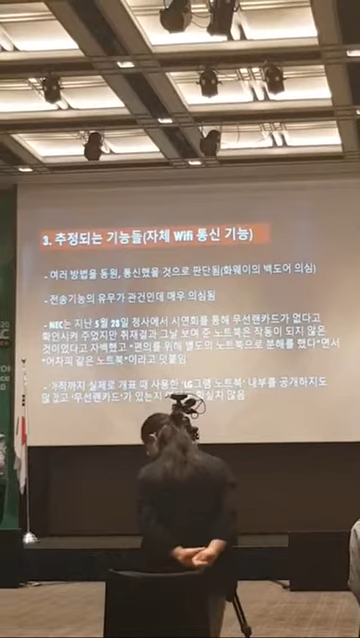 3. 추정되는 기능들(자체 Wifi 통신 기능)
- 여러 방법을 동원, 통신했을 것으로 판단됨(화웨이의 백도어 의심)
- 전송기능의 유무가 관건인데 매우 의심됨
- NEC는 지난 5월 28일 청사에서 시연회를 통해 무선랜카드가 없다고
확인시켜 주었지만 취재결과 그날 보여 준 노트북은 작동이 되지 않은
것이었다고 자백했고 "편의를 위해 별도의 노트북으로 분해를 했다"면서
"어차피 같은 노트북"이라고 덧붙임
- 아직까지 실제로 개표 때 사용한 'LG그램 노트북' 내부를 공개하지도
않았고 '무선랜카드'가 있는지 않음